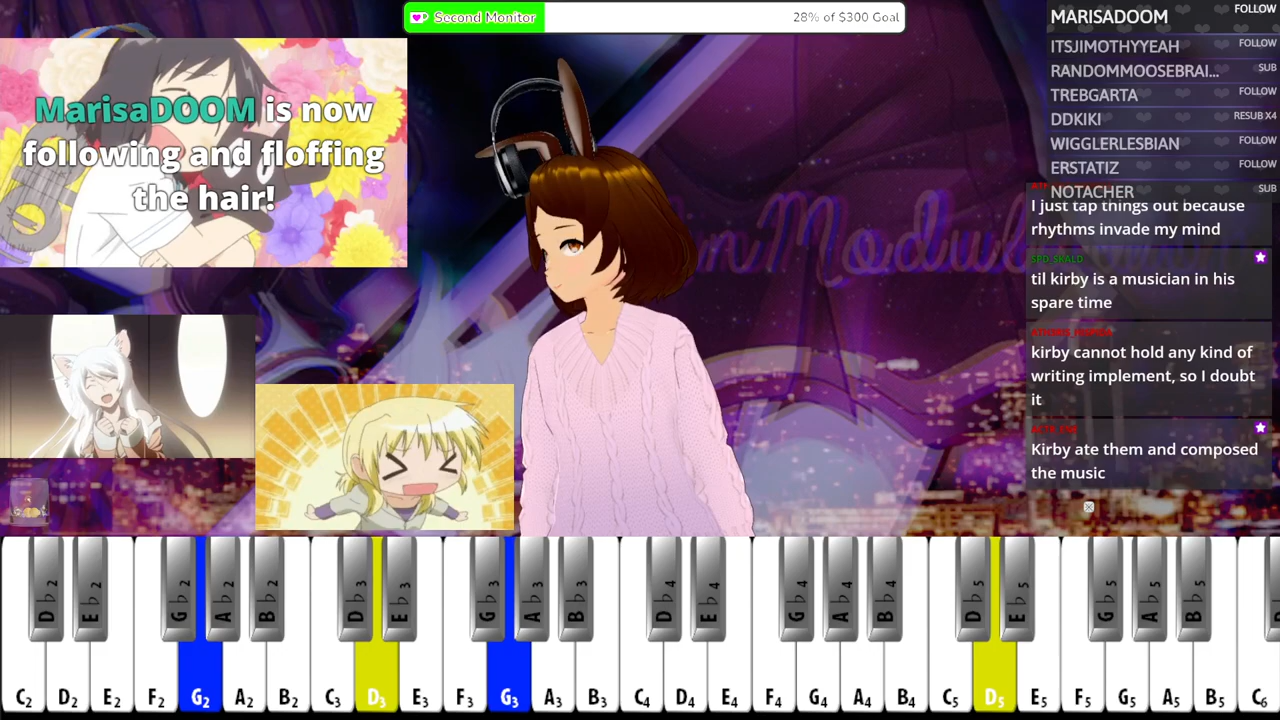 Second Monitor
28% of $300 Goal
MarisaDOOM is now
following and floffing
the hair!
MARISADOOM FOLLOW
ITSJIMOTHYYEAH FOLLOW
RANDOMMOOSEBRAI... SUB
TREBGARTA FOLLOW
DDKIKI RESUB X4
WIGGLERLESBIAN FOLLOW
ERSTATIZ FOLLOW
NOTACHER SUB
I just tap things out because
rhythms invade my mind
SPD_SKALD
til kirby is a musician in his
spare time
kirby cannot hold any kind of
writing implement, so I doubt
it
Kirby ate them and composed
the music
D♭2 E♭2 G♭2 A♭2 B♭2 D♭3 E♭3 G♭3 A♭3 B♭3 D♭4 E♭4 G♭4 A♭4 B♭4 D♭5 E♭5 G♭5 A♭5 B♭5
C2 D2 E2 F2 G2 A2 B2 C3 D3 E3 F3 G3 A3 B3 C4 D4 E4 F4 G4 A4 B4 C5 D5 E5 F5 G5 A5 B5 C6